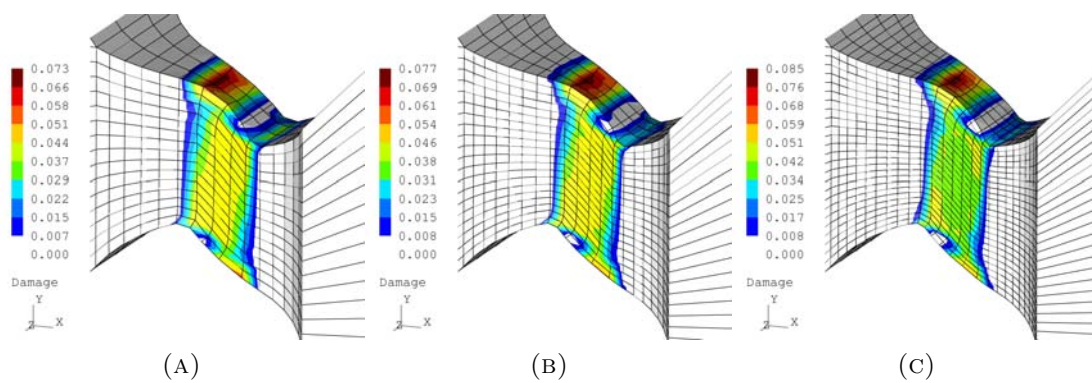 0.073
0.066
0.058
0.051
0.044
0.037
0.029
0.022
0.015
0.007
0.000
Damage
Y
Z X
(A)
0.077
0.069
0.061
0.054
0.046
0.038
0.031
0.023
0.015
0.008
0.000
Damage
Y
Z X
(B)
0.085
0.076
0.068
0.059
0.051
0.042
0.034
0.025
0.017
0.008
0.000
Damage
Y
Z X
(C)